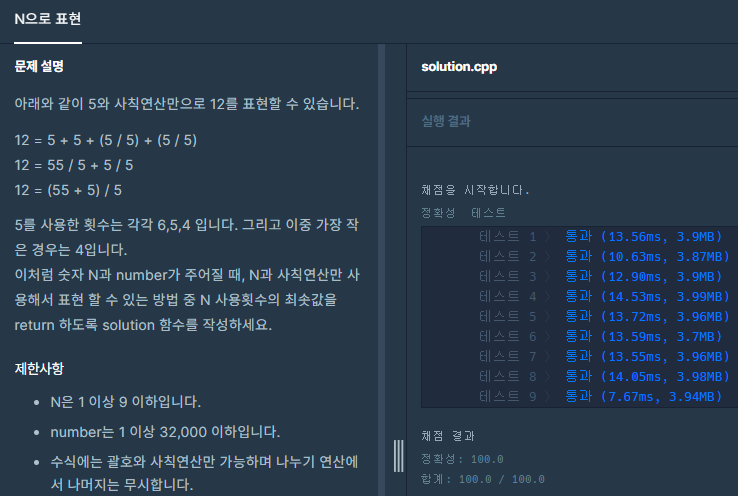 N으로 표현
문제 설명
아래와 같이 5와 사칙연산만으로 12를 표현할 수 있습니다.
12 = 5 + 5 + (5 / 5) + (5 / 5)
12 = 55 / 5 + 5 / 5
12 = (55 + 5) / 5
5를 사용한 횟수는 각각 6,5,4 입니다. 그리고 이중 가장 작
은 경우는 4입니다.
이처럼 숫자 N과 number가 주어질 때, N과 사칙연산만 사
용해서 표현 할 수 있는 방법 중 N 사용횟수의 최솟값을
return 하도록 solution 함수를 작성하세요.
제한사항
• N은 1 이상 9 이하입니다.
• number는 1 이상 32,000 이하입니다.
• 수식에는 괄호와 사칙연산만 가능하며 나누기 연산에
서 나머지는 무시합니다.
solution.cpp
실행 결과
채점을 시작합니다.
정확성 테스트
테스트 1 〉 통과 (13.56ms, 3.9MB)
테스트 2 〉 통과 (10.63ms, 3.87MB)
테스트 3 〉 통과 (12.90ms, 3.9MB)
테스트 4 〉 통과 (14.53ms, 3.99MB)
테스트 5 〉 통과 (13.72ms, 3.96MB)
테스트 6 〉 통과 (13.59ms, 3.7MB)
테스트 7 〉 통과 (13.55ms, 3.96MB)
테스트 8 〉 통과 (14.05ms, 3.98MB)
테스트 9 〉 통과 (7.67ms, 3.94MB)
채점 결과
정확성: 100.0
합계: 100.0 / 100.0